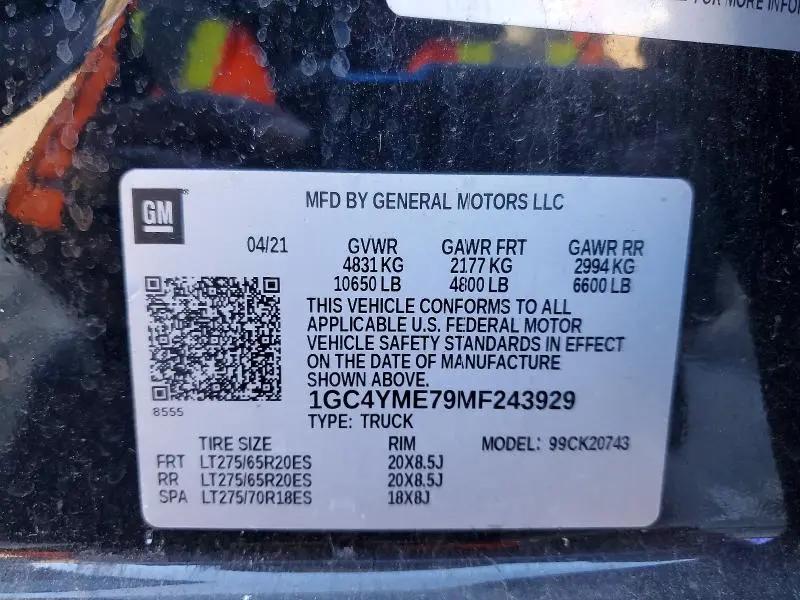 FOR MORE INFO
GM
MFD BY GENERAL MOTORS LLC
04/21 GVWR GAWR FRT GAWR RR
4831 KG 2177 KG 2994 KG
10650 LB 4800 LB 6600 LB
THIS VEHICLE CONFORMS TO ALL
APPLICABLE U.S. FEDERAL MOTOR
VEHICLE SAFETY STANDARDS IN EFFECT
ON THE DATE OF MANUFACTURE
SHOWN ABOVE.
8555
1GC4YME79MF243929
TYPE: TRUCK
TIRE SIZE RIM MODEL: 99CK20743
FRT LT275/65R20ES 20X8.5J
RR LT275/65R20ES 20X8.5J
SPA LT275/70R18ES 18X8J